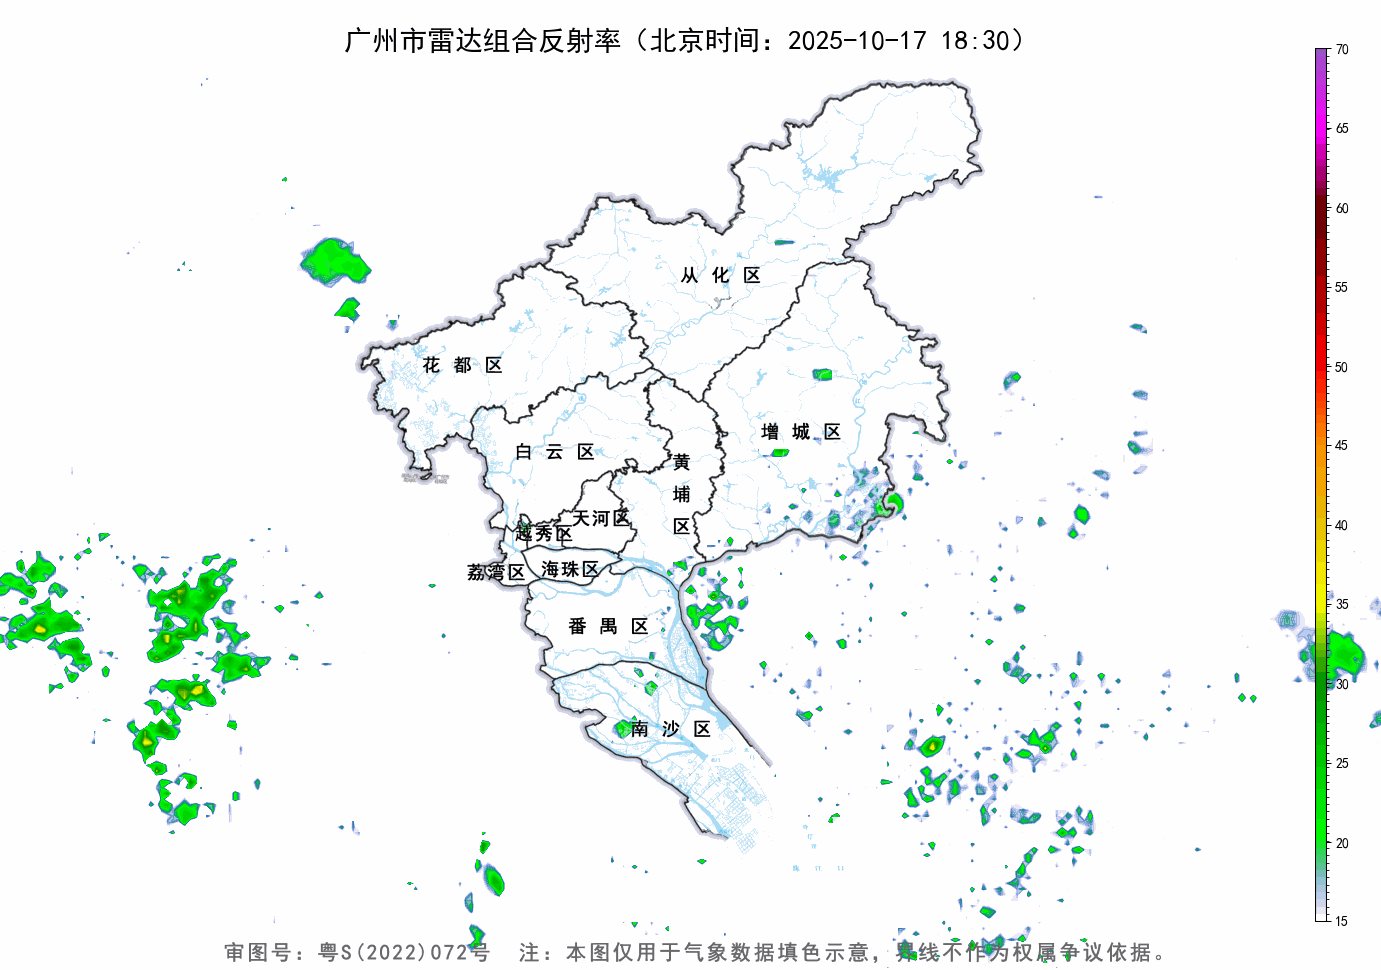 广州市雷达组合反射率（北京时间：2025-10-17 18:30）
70
65
60
55
50
45
40
35
30
25
20
15
从化区
花都区
增城区
白云区
黄埔区
天河区
越秀区
荔湾区
海珠区
番禺区
南沙区
审图号：粤S(2022)072号 注：本图仅用于气象数据填色示意，界线不作为权属争议依据。